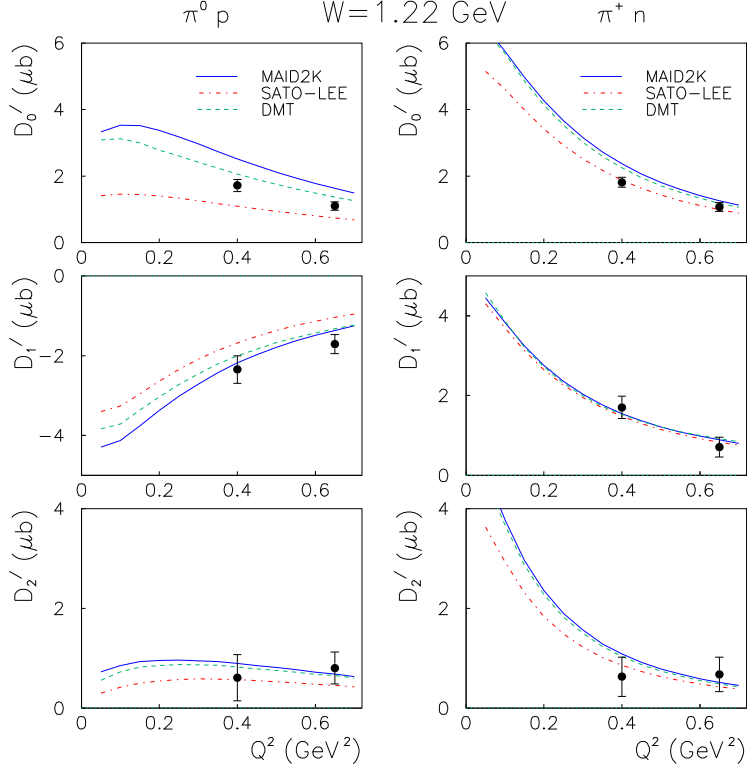 π⁰ p W=1.22 GeV π⁺ n
D₀′ (μb)
6
4
2
0
MAID2K
SATO-LEE
DMT
0 0.2 0.4 0.6
D₀′ (μb)
6
4
2
0
MAID2K
SATO-LEE
DMT
0 0.2 0.4 0.6
D₁′ (μb)
0
−2
−4
0 0.2 0.4 0.6
D₁′ (μb)
4
2
0
0 0.2 0.4 0.6
D₂′ (μb)
4
2
0
0 0.2 0.4 0.6
Q² (GeV²)
D₂′ (μb)
4
2
0
0 0.2 0.4 0.6
Q² (GeV²)